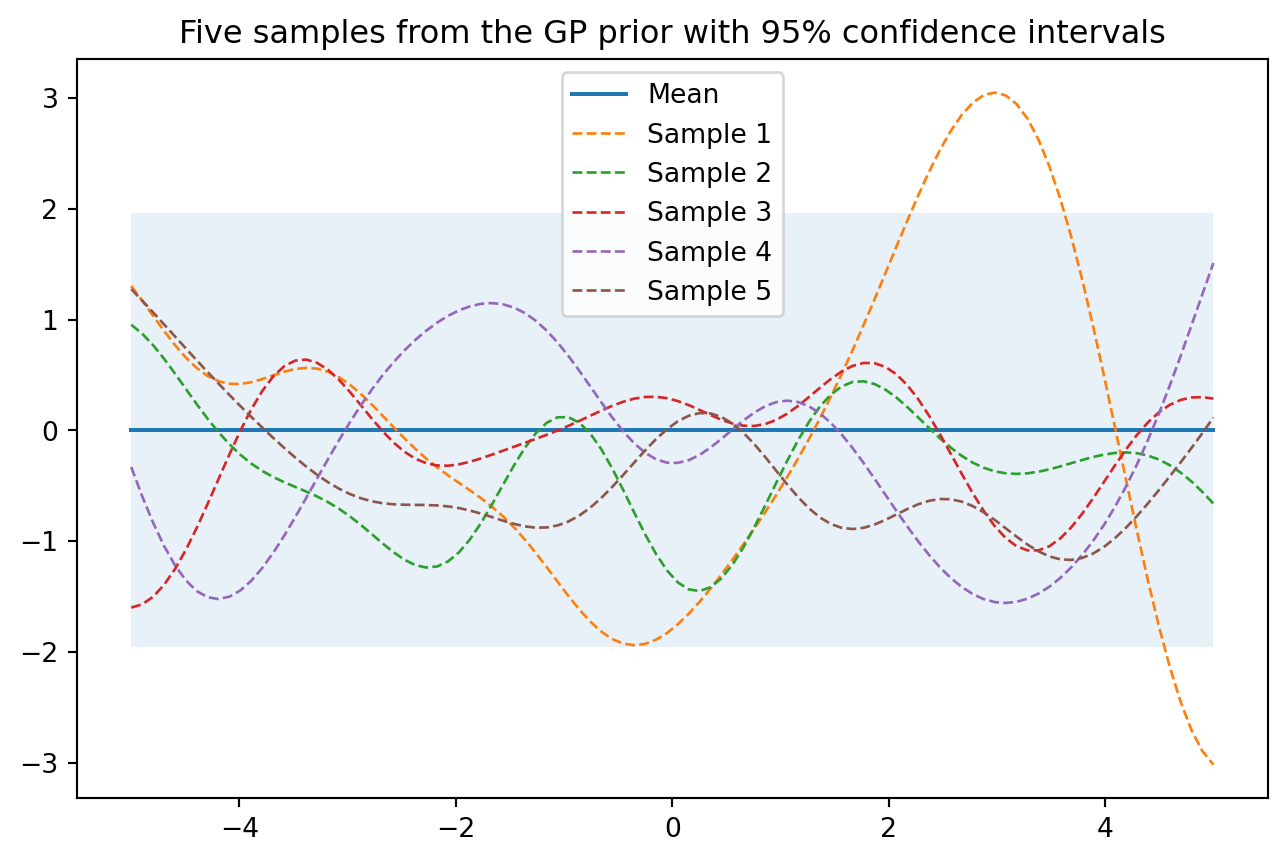 Five samples from the GP prior with 95% confidence intervals
3
2
1
0
−1
−2
−3
Mean
Sample 1
Sample 2
Sample 3
Sample 4
Sample 5
−4 −2 0 2 4